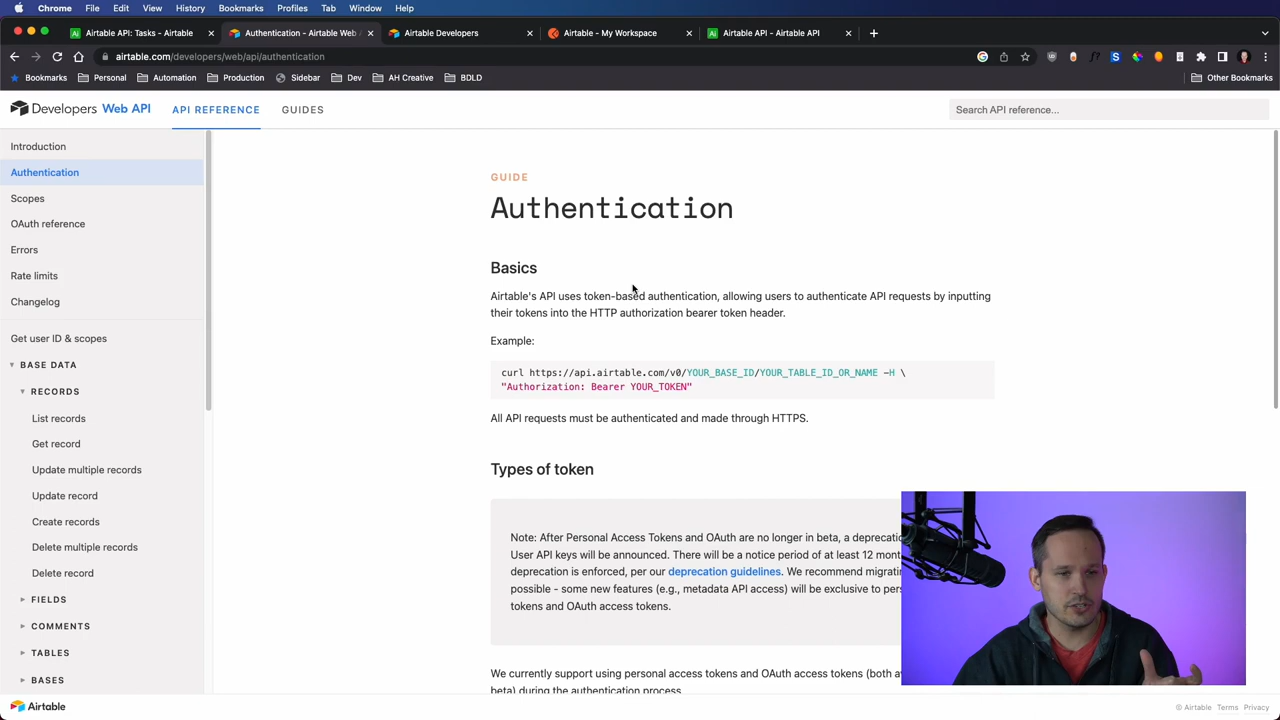 Chrome File Edit View History Bookmarks Profiles Tab Window Help
Airtable API: Tasks - Airtable
Authentication - Airtable Web
Airtable Developers
Airtable - My Workspace
Airtable API - Airtable API
airtable.com/developers/web/api/authentication
Bookmarks Personal Automation Production Sidebar Dev AH Creative BDLD Other Bookmarks
Developers Web API API REFERENCE GUIDES Search API reference...
Introduction
Authentication
Scopes
OAuth reference
Errors
Rate limits
Changelog
Get user ID & scopes
BASE DATA
RECORDS
List records
Get record
Update multiple records
Update record
Create records
Delete multiple records
Delete record
FIELDS
COMMENTS
TABLES
BASES
GUIDE
Authentication
Basics
Airtable's API uses token-based authentication, allowing users to authenticate API requests by inputting
their tokens into the HTTP authorization bearer token header.
Example:
curl https://api.airtable.com/v0/YOUR_BASE_ID/YOUR_TABLE_ID_OR_NAME -H \
"Authorization: Bearer YOUR_TOKEN"
All API requests must be authenticated and made through HTTPS.
Types of token
Note: After Personal Access Tokens and OAuth are no longer in beta, a
User API keys will be announced. There will be a notice period of at least 12
deprecation is enforced, per our deprecation guidelines. We recommend
possible - some new features (e.g., metadata API access) will be exclusive to
tokens and OAuth access tokens.
We currently support using personal access tokens and OAuth access tokens (both
beta) during the authentication process.
Airtable
© Airtable Terms Privacy